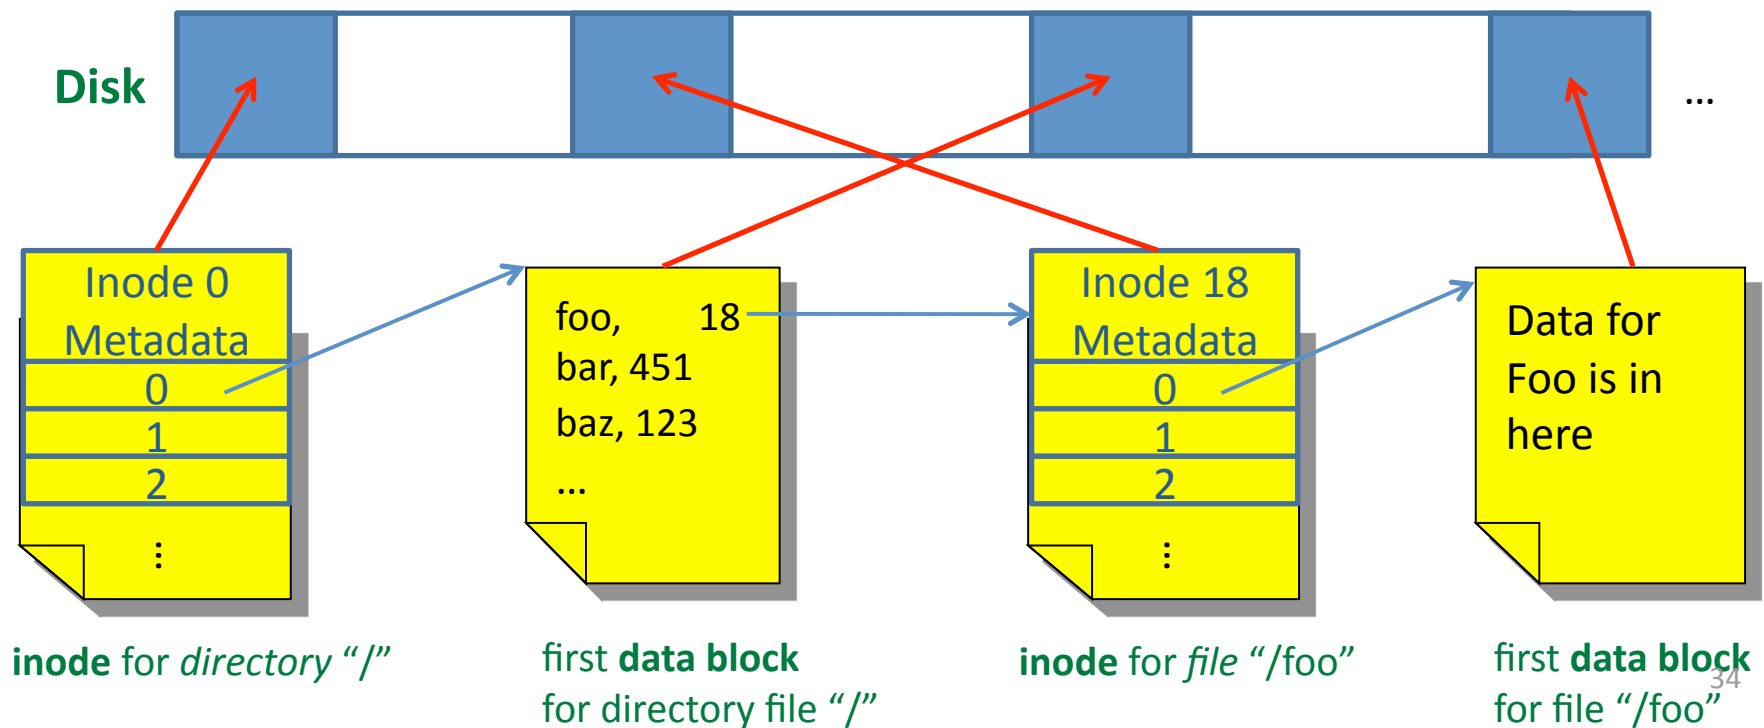 Disk
...
Inode 0
Metadata
0
1
2
...
foo, 18
bar, 451
baz, 123
...
Inode 18
Metadata
0
1
2
...
Data for
Foo is in
here
inode for directory “/”
first data block
for directory file “/”
inode for file “/foo”
first data block
for file “/foo”
34